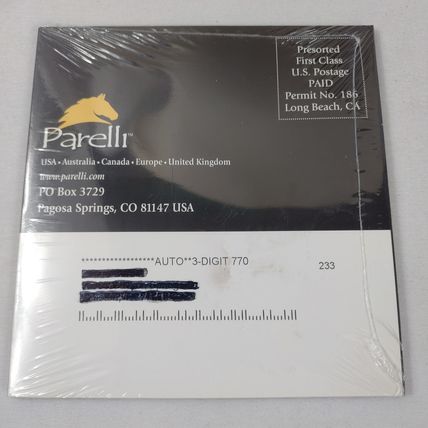 Presorted
First Class
U.S. Postage
PAID
Permit No. 186
Long Beach, CA
Parelli™
USA • Australia • Canada • Europe • United Kingdom
www.parelli.com
PO Box 3729
Pagosa Springs, CO 81147 USA
******************AUTO**3-DIGIT 770
233